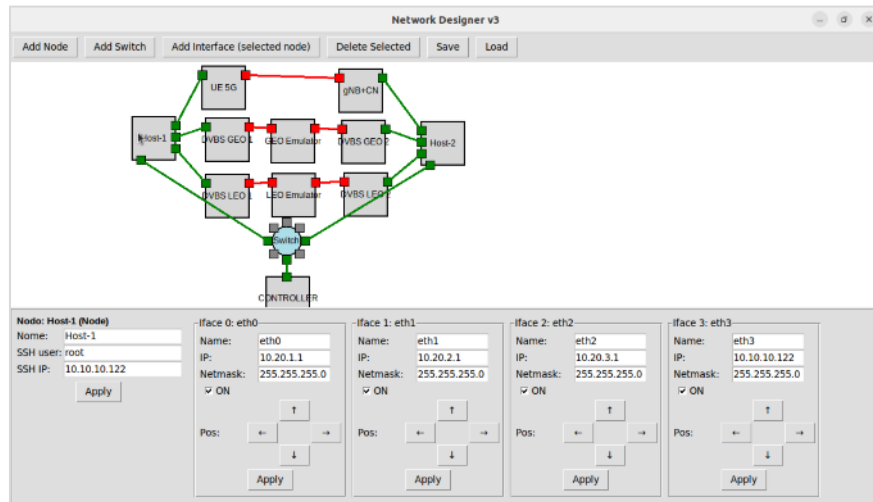 Network Designer v3
Add Node Add Switch Add Interface (selected node) Delete Selected Save Load
UE 5G
gNB+CN
Host-1 DVBS GEO 1 GEO Emulator DVBS GEO 2 Host-2
DVBS LEO 1 LEO Emulator DVBS LEO 2
Switch
CONTROLLER
Nodo: Host-1 (Node)
Nome: Host-1
SSH user: root
SSH IP: 10.10.10.122
Apply
Iface 0: eth0
Name: eth0
IP: 10.20.1.1
Netmask: 255.255.255.0
ON
↑
Pos: ← →
↓
Apply
Iface 1: eth1
Name: eth1
IP: 10.20.2.1
Netmask: 255.255.255.0
ON
↑
Pos: ← →
↓
Apply
Iface 2: eth2
Name: eth2
IP: 10.20.3.1
Netmask: 255.255.255.0
ON
↑
Pos: ← →
↓
Apply
Iface 3: eth3
Name: eth3
IP: 10.10.10.122
Netmask: 255.255.255.0
ON
↑
Pos: ← →
↓
Apply